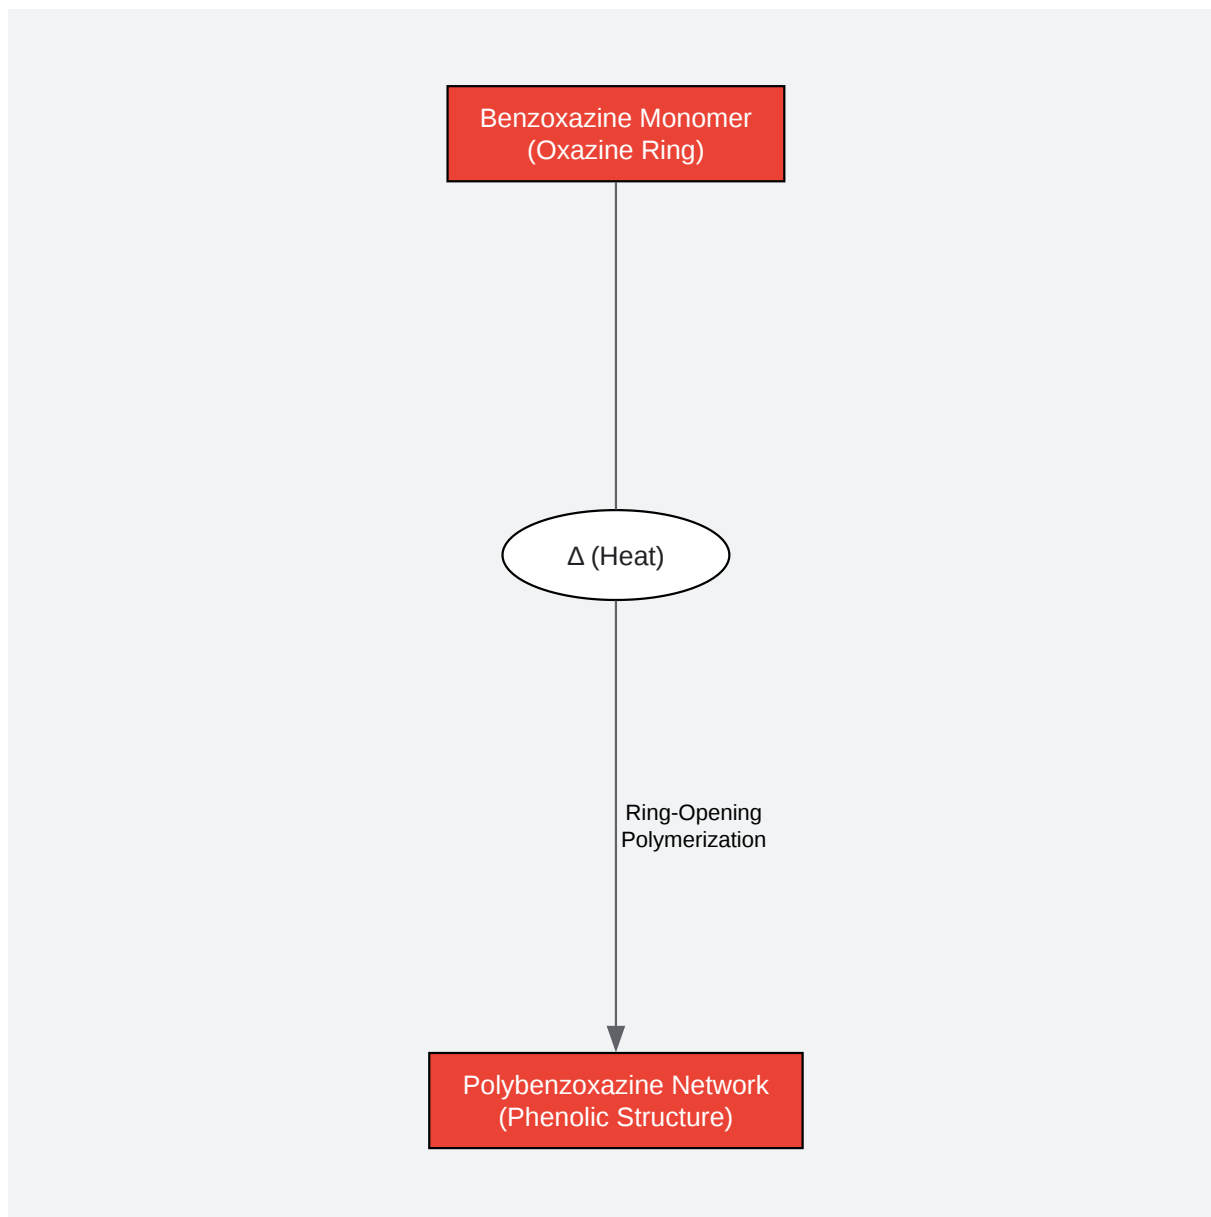 Benzoxazine Monomer
(Oxazine Ring)
Δ (Heat)
Ring-Opening
Polymerization
Polybenzoxazine Network
(Phenolic Structure)